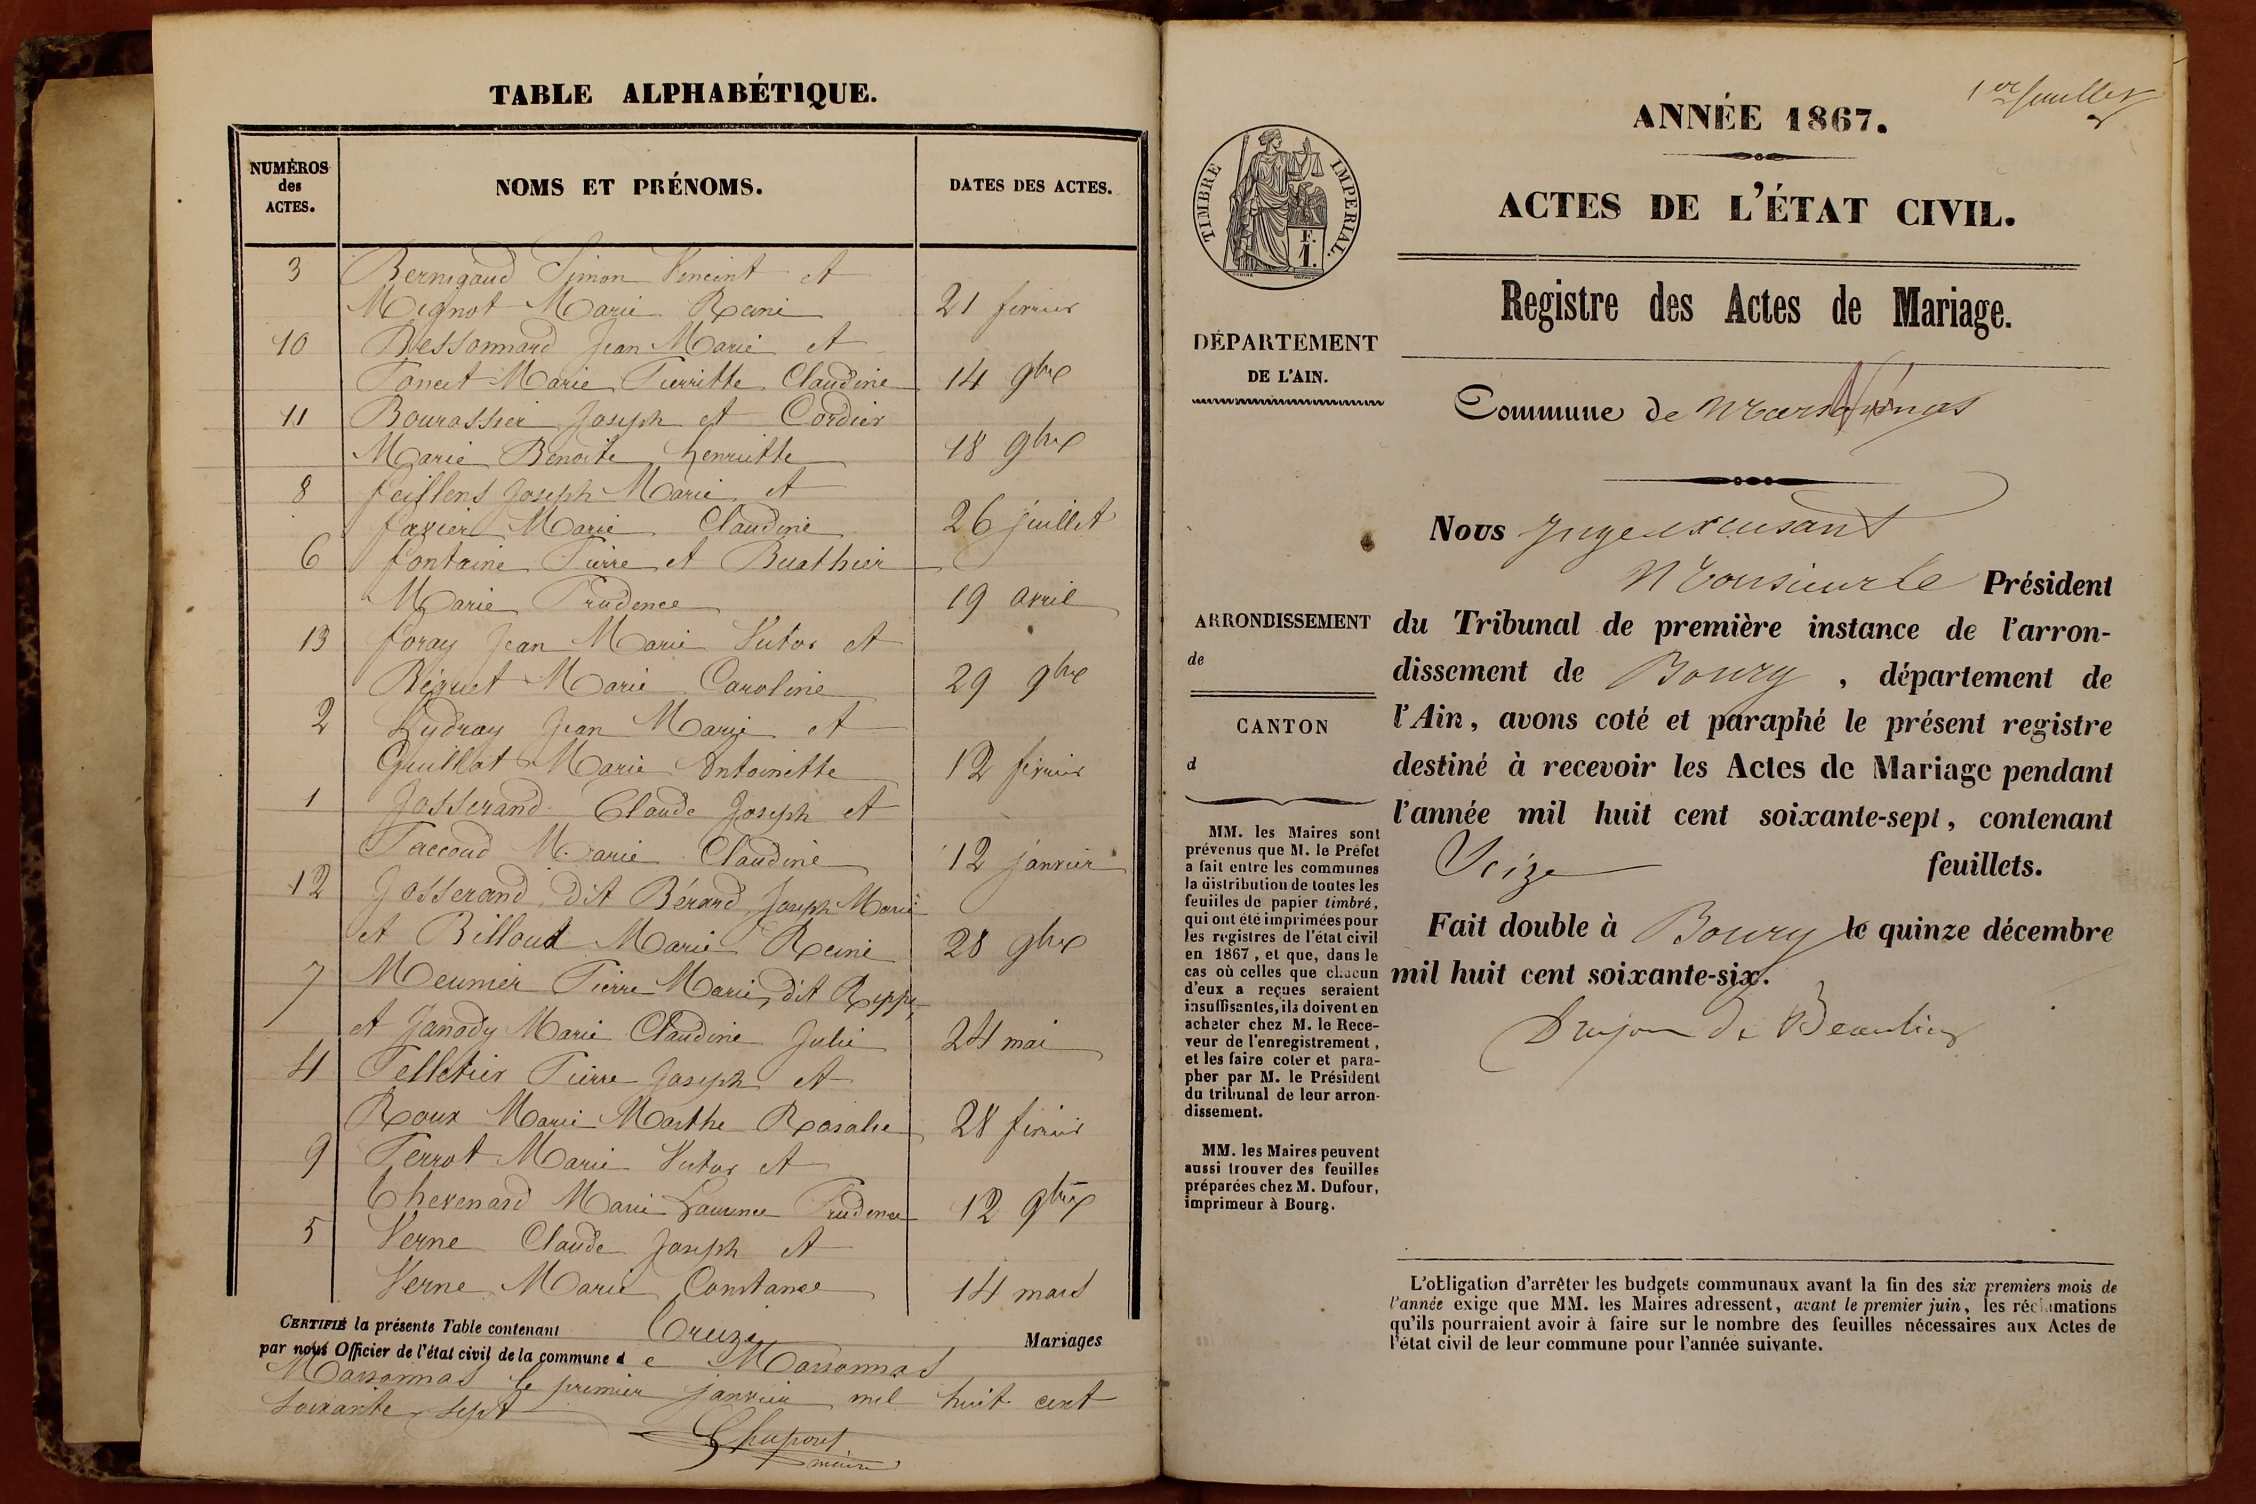 TABLE ALPHABÉTIQUE.
NUMÉROS
des
ACTES.
NOMS ET PRÉNOMS.
DATES DES ACTES.
3 Bernigaud Simon Vincent et
Mignot Marie Reine 21 février
10 Bessonnard Jean Marie et
Poncet Marie Pierrette Claudine 14 9bre
11 Bourassier Joseph et Cordier
Marie Benoite henriette 18 9bre
8 feillens Joseph Marie et
favier Marie Claudine 26 juillet
6 fontaine Pierre et Buathier
Marie Prudence 19 avril
13 foray Jean Marie Victor et
Béguet Marie Caroline 29 9bre
2 Jean Marie et
Guillot Marie Antoinette 12 février
1 Josserand Claude Joseph et
Paccoud Marie Claudine 12 janvier
12 Josserand dit Bérard Joseph Marie
et Billoud Marie Reine 28 9bre
7 Meunier Pierre Marie, dit Rippe
et Janody Marie Claudine Julie 24 mai
4 Pelletier Pierre Joseph et
Roux Marie Marthe Rosalie 28 février
9 Perrot Marie Victor et
Chevenard Marie Laurence Prudence 12 9bre
5 Verne Claude Joseph et
Verne Marie Constance 14 mars
CERTIFIÉ la présente Table contenant Treize Mariages
par nous Officier de l'état civil de la commune d e Marsonnas
Marsonnas le premier janvier mil huit cent
soixante sept
maire
1er feuillet
ANNÉE 1867.
ACTES DE L'ÉTAT CIVIL.
Registre des Actes de Mariage.
TIMBRE IMPÉRIAL.
F.
1.
DÉPARTEMENT
DE L'AIN.
Commune de Marsonnas
ARRONDISSEMENT
de
CANTON
d
Nous Juge excusant
Monsieur le Président
du Tribunal de première instance de l'arron-
dissement de Bourg, département de
l'Ain, avons coté et paraphé le présent registre
destiné à recevoir les Actes de Mariage pendant
l'année mil huit cent soixante-sept, contenant
Seize feuillets.
Fait double à Bourg le quinze décembre
mil huit cent soixante-six.
Drujon de Beaulieu
MM. les Maires sont
prévenus que M. le Préfet
a fait entre les communes
la distribution de toutes les
feuilles de papier timbré,
qui ont été imprimées pour
les registres de l'état civil
en 1867, et que, dans le
cas où celles que chacun
d'eux a reçues seraient
insuffisantes, ils doivent en
acheter chez M. le Rece-
veur de l'enregistrement,
et les faire coter et para-
pher par M. le Président
du tribunal de leur arron-
dissement.
MM. les Maires peuvent
aussi trouver des feuilles
préparées chez M. Dufour,
imprimeur à Bourg.
L'obligation d'arrêter les budgets communaux avant la fin des six premiers mois de
l'année exige que MM. les Maires adressent, avant le premier juin, les réclamations
qu'ils pourraient avoir à faire sur le nombre des feuilles nécessaires aux Actes de
l'état civil de leur commune pour l'année suivante.